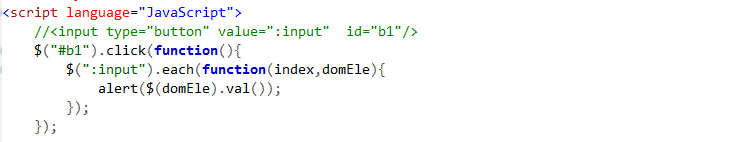 <script language="JavaScript">
//<input type="button" value=":input"  id="b1"/>
$("#b1").click(function(){
$(":input").each(function(index,domEle){
alert($(domEle).val());
});
});